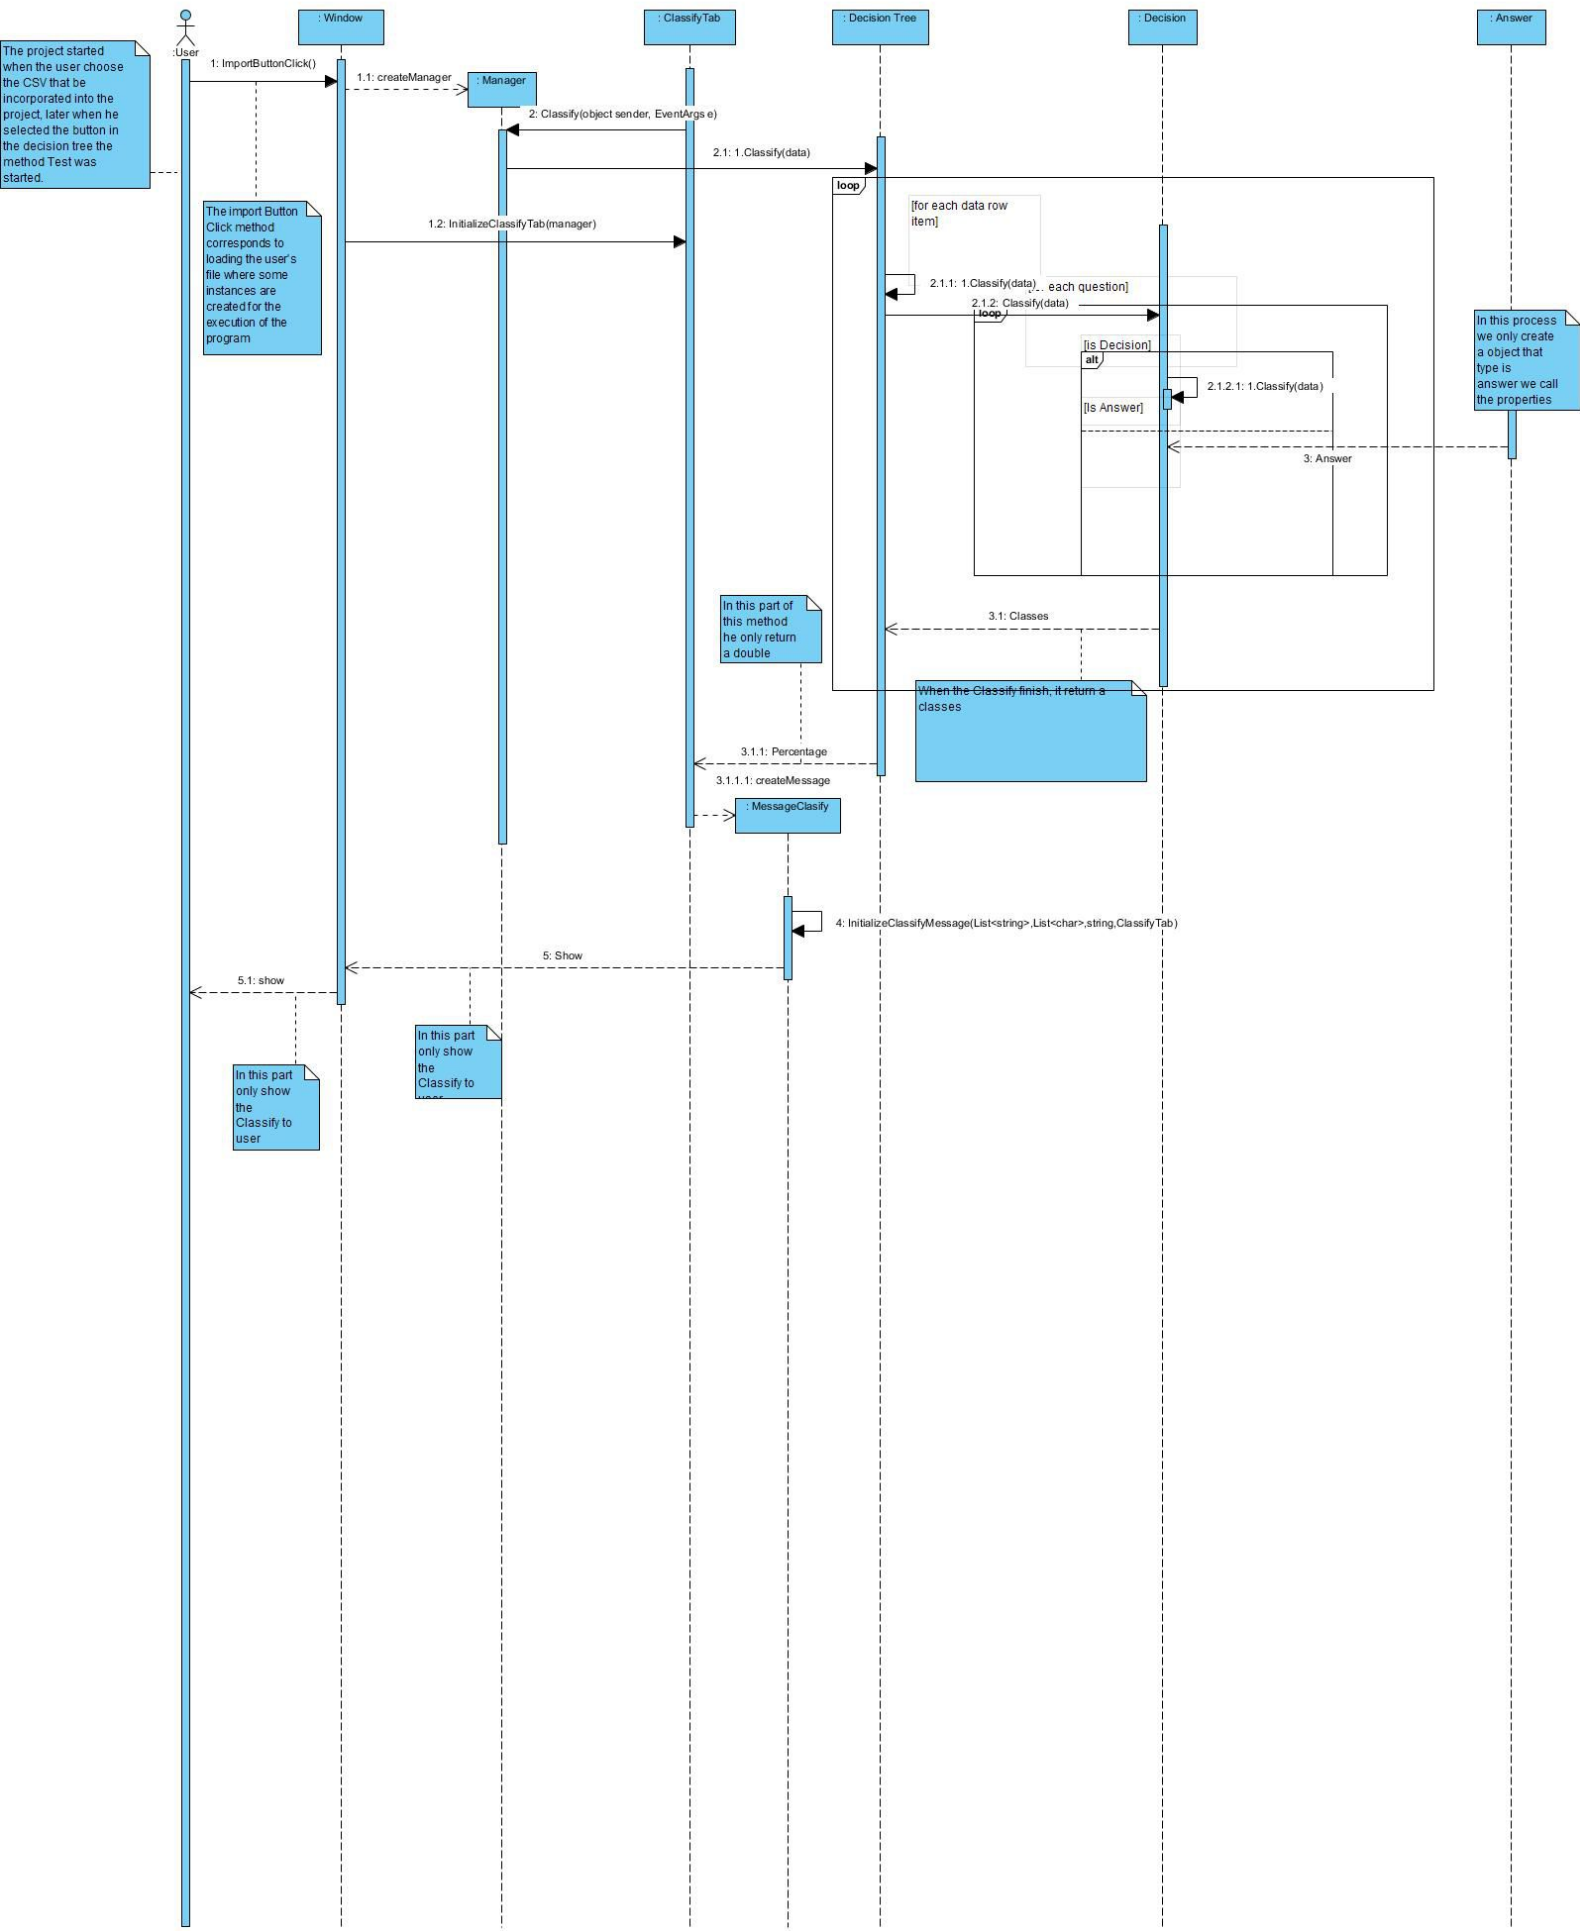 : Window
: ClassifyTab
: Decision Tree
: Decision
: Answer
:User
The project started
when the user choose
the CSV that be
incorporated into the
project, later when he
selected the button in
the decision tree the
method Test was
started.
1: ImportButtonClick()
1.1: createManager
: Manager
2: Classify(object sender, EventArgs e)
2.1: 1.Classify(data)
loop
[for each data row
item]
The import Button
Click method
corresponds to
loading the user's
file where some
instances are
created for the
execution of the
program
1.2: InitializeClassifyTab(manager)
2.1.1: 1.Classify(data)
each question]
2.1.2: Classify(data)
loop
[is Decision]
alt
2.1.2.1: 1.Classify(data)
[Is Answer]
In this process
we only create
a object that
type is
answer we call
the properties
3: Answer
In this part of
this method
he only return
a double
3.1: Classes
When the Classify finish, it return a
classes
3.1.1: Percentage
3.1.1.1: createMessage
: MessageClasify
4: InitializeClassifyMessage(List<string>,List<char>,string,ClassifyTab)
5: Show
5.1: show
In this part
only show
the
Classify to
In this part
only show
the
Classify to
user